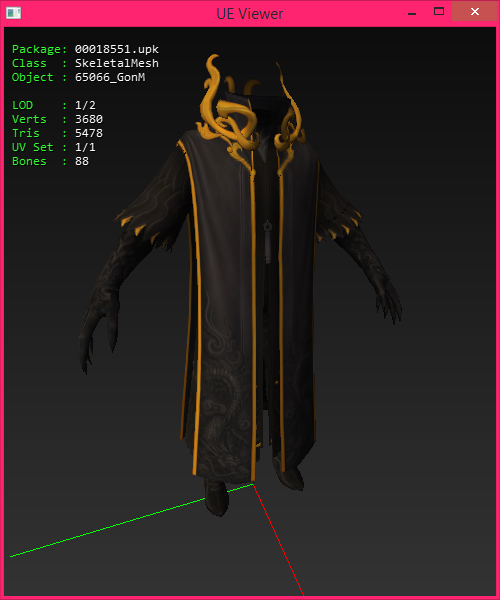 UE Viewer
Package: 00018551.upk
Class  : SkeletalMesh
Object : 65066_GonM
LOD    : 1/2
Verts  : 3680
Tris   : 5478
UV Set : 1/1
Bones  : 88